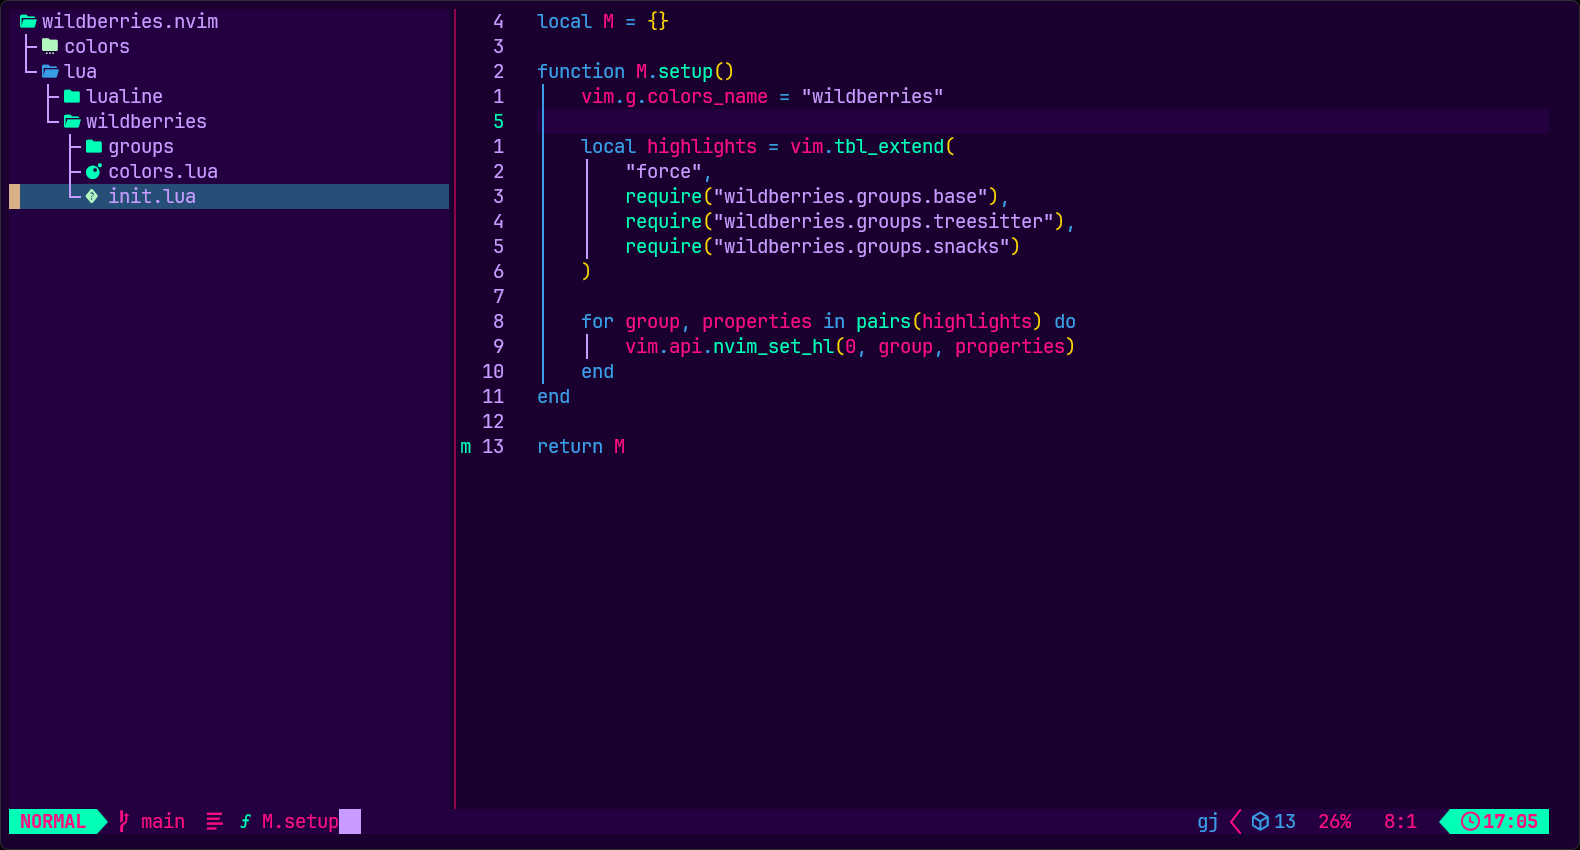 wildberries.nvim
colors
lua
lualine
wildberries
groups
colors.lua
init.lua
4 local M = {}
3
2 function M.setup()
1 vim.g.colors_name = "wildberries"
5
1 local highlights = vim.tbl_extend(
2 "force",
3 require("wildberries.groups.base"),
4 require("wildberries.groups.treesitter"),
5 require("wildberries.groups.snacks")
6 )
7
8 for group, properties in pairs(highlights) do
9 vim.api.nvim_set_hl(0, group, properties)
10 end
11 end
12
m 13 return M
NORMAL main M.setup gj 13 26% 8:1 17:05